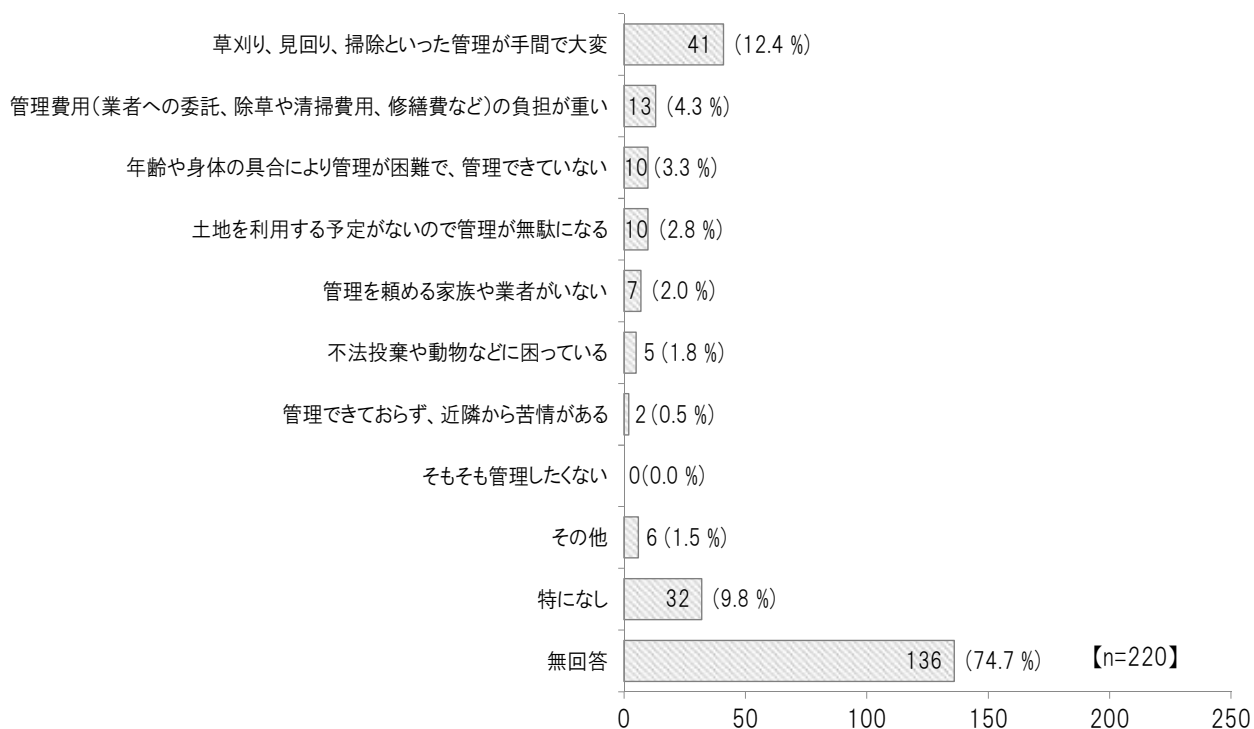 草刈り、見回り、掃除といった管理が手間で大変 41 (12.4 %)
管理費用(業者への委託、除草や清掃費用、修繕費など)の負担が重い 13 (4.3 %)
年齢や身体の具合により管理が困難で、管理できていない 10 (3.3 %)
土地を利用する予定がないので管理が無駄になる 10 (2.8 %)
管理を頼める家族や業者がいない 7 (2.0 %)
不法投棄や動物などに困っている 5 (1.8 %)
管理できておらず、近隣から苦情がある 2 (0.5 %)
そもそも管理したくない 0 (0.0 %)
その他 6 (1.5 %)
特になし 32 (9.8 %)
無回答 136 (74.7 %) 【n=220】
0 50 100 150 200 250